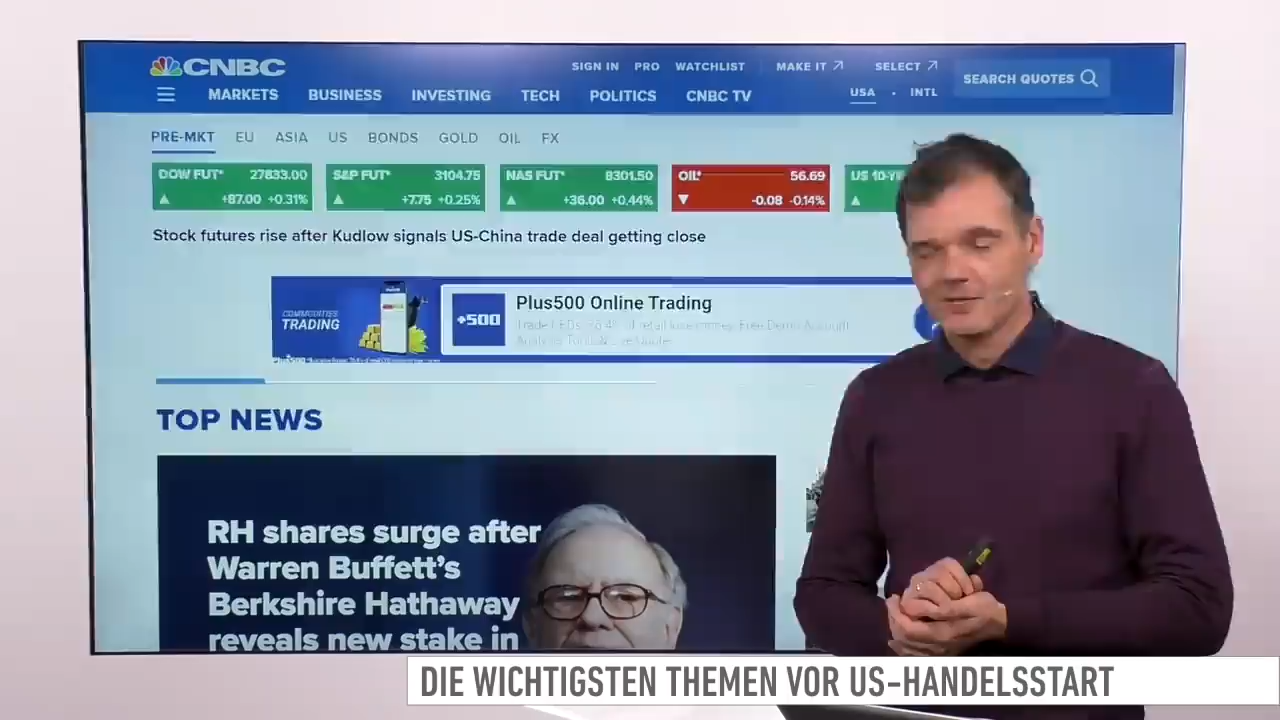 CNBC
SIGN IN PRO WATCHLIST MAKE IT SELECT
SEARCH QUOTES
USA · INTL
MARKETS BUSINESS INVESTING TECH POLITICS CNBC TV
PRE-MKT EU ASIA US BONDS GOLD OIL FX
DOW FUT* 27833.00
+87.00 +0.31%
S&P FUT* 3104.75
+7.75 +0.25%
NAS FUT* 8301.50
+36.00 +0.44%
OIL* 56.69
-0.08 -0.14%
US 10-YR
Stock futures rise after Kudlow signals US-China trade deal getting close
COMMODITIES
TRADING
+500
Plus500 Online Trading
TOP NEWS
RH shares surge after
Warren Buffett's
Berkshire Hathaway
reveals new stake in
DIE WICHTIGSTEN THEMEN VOR US-HANDELSSTART